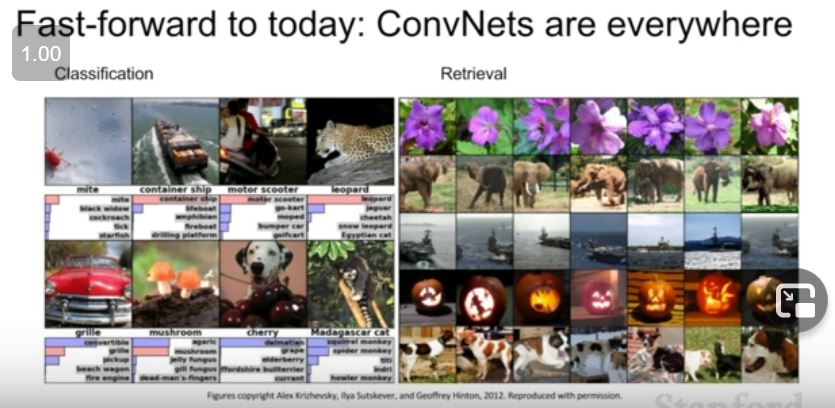 Fast-forward to today: ConvNets are everywhere
1.00
Classification
Retrieval
mite
container ship
motor scooter
leopard
mite
black widow
cockroach
tick
starfish
container ship
lifeboat
amphibian
fireboat
drilling platform
motor scooter
go-kart
moped
bumper car
golfcart
leopard
jaguar
cheetah
snow leopard
Egyptian cat
grille
mushroom
cherry
Madagascar cat
convertible
grille
pickup
beach wagon
fire engine
agaric
mushroom
jelly fungus
gill fungus
dead-man's-fingers
dalmatian
grape
elderberry
ffordshire bullterrier
currant
squirrel monkey
spider monkey
titi
indri
howler monkey
Figures copyright Alex Krizhevsky, Ilya Sutskever, and Geoffrey Hinton, 2012. Reproduced with permission.
Stanford